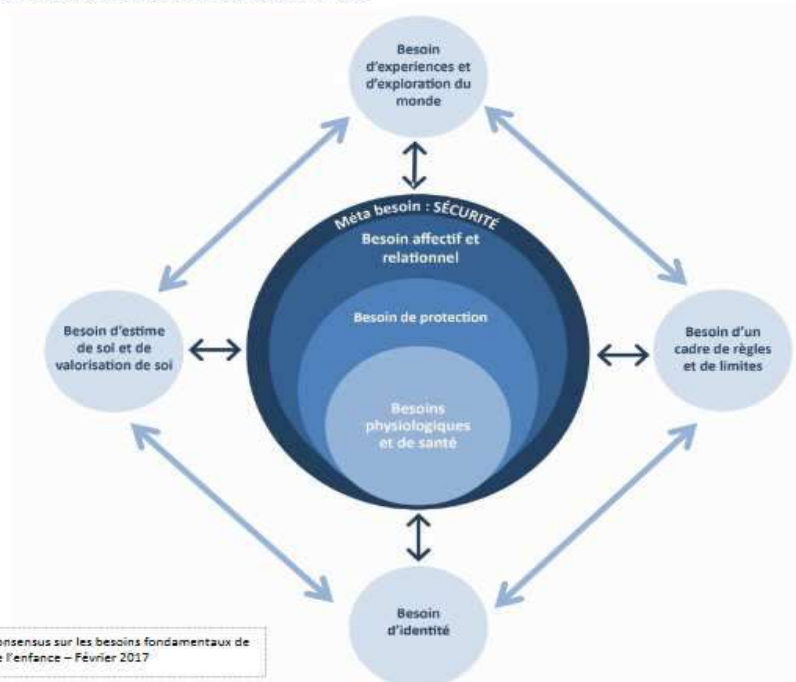 Besoin
d'experiences et
d'exploration du
monde
Méta besoin : SÉCURITÉ
Besoin affectif et
relationnel
Besoin de protection
Besoins
physiologiques
et de santé
Besoin d'estime
de soi et de
valorisation de soi
Besoin d'un
cadre de règles
et de limites
Besoin
d'identité
onsensus sur les besoins fondamentaux de
e l'enfance – Février 2017